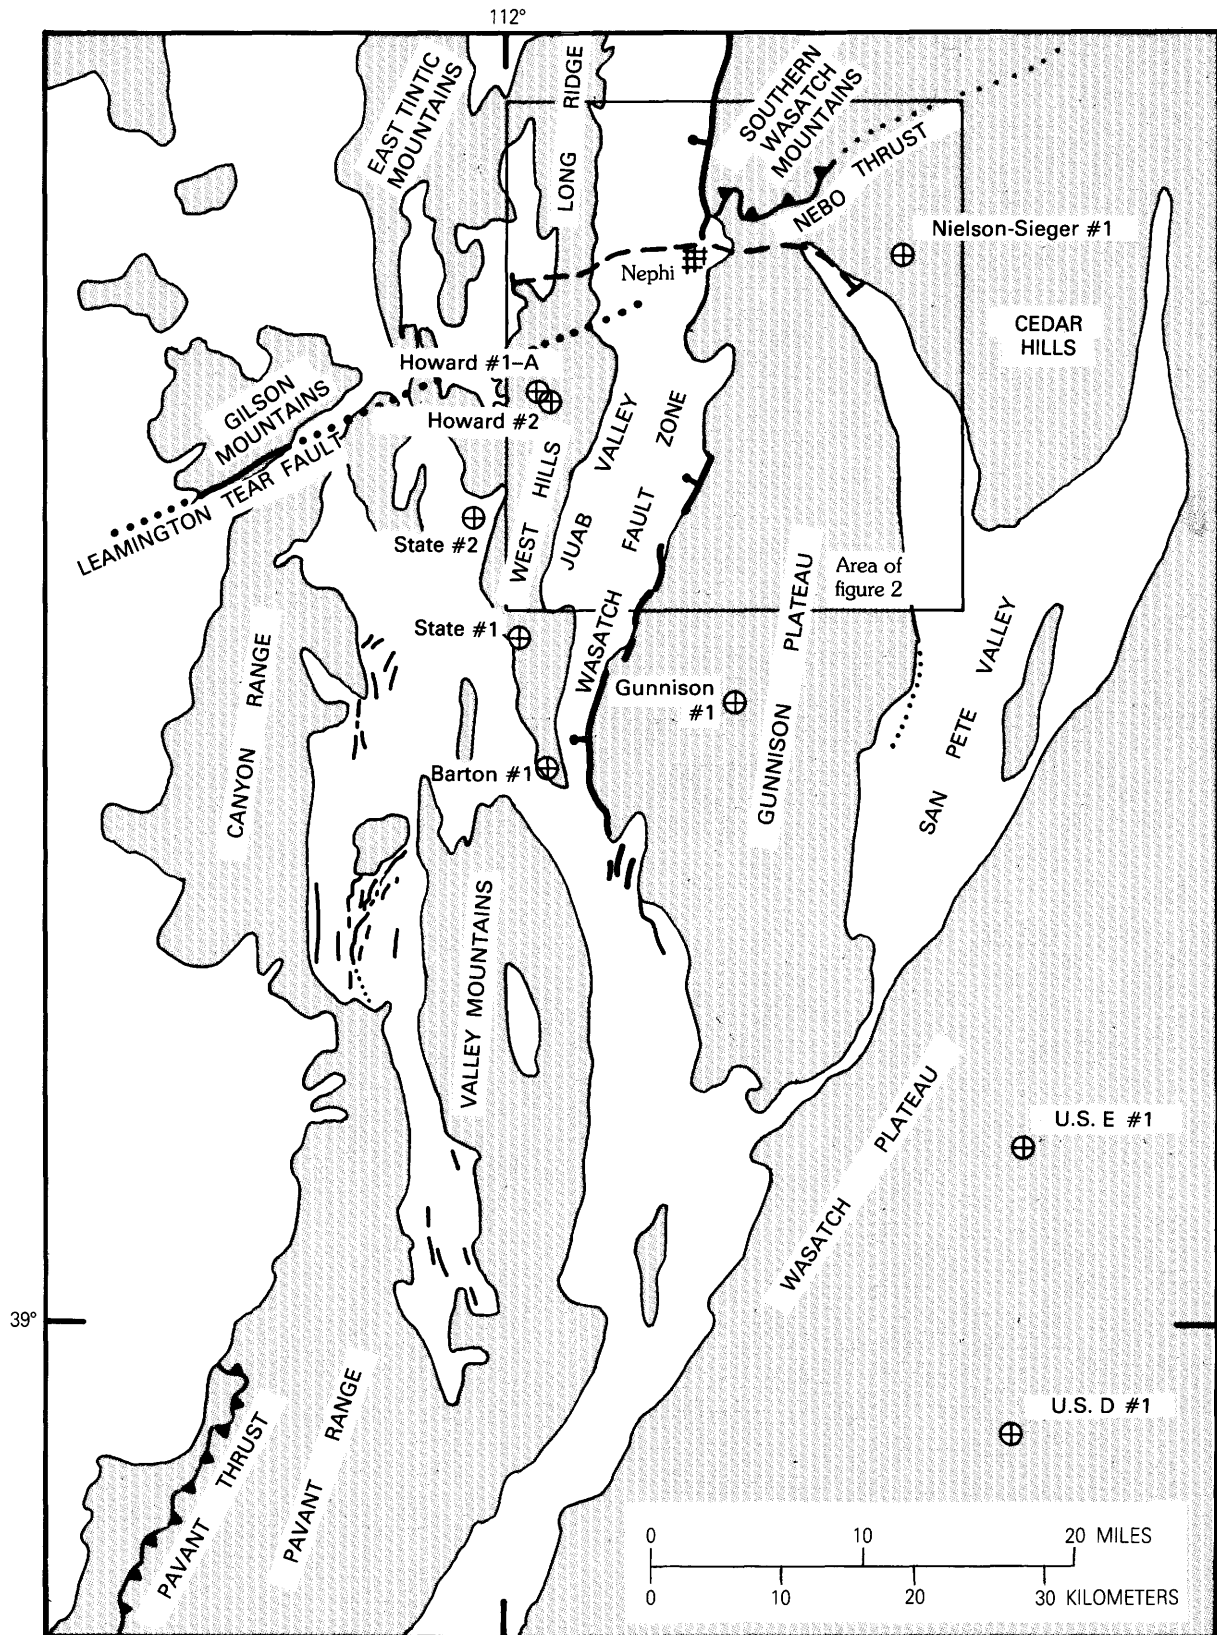 112°
EAST TINTIC
MOUNTAINS
LONG RIDGE
SOUTHERN
WASATCH
MOUNTAINS
NEBO THRUST
Nielson-Sieger #1
Nephi
CEDAR
HILLS
Howard #1-A
GILSON
MOUNTAINS
Howard #2
LEAMINGTON TEAR FAULT
State #2
WEST HILLS
JUAB VALLEY
WASATCH FAULT ZONE
Area of
figure 2
State #1
CANYON RANGE
Gunnison
#1
GUNNISON PLATEAU
SAN PETE VALLEY
Barton #1
VALLEY MOUNTAINS
WASATCH PLATEAU
U.S. E #1
39°
U.S. D #1
PAVANT THRUST
PAVANT RANGE
0 10 20 MILES
0 10 20 30 KILOMETERS